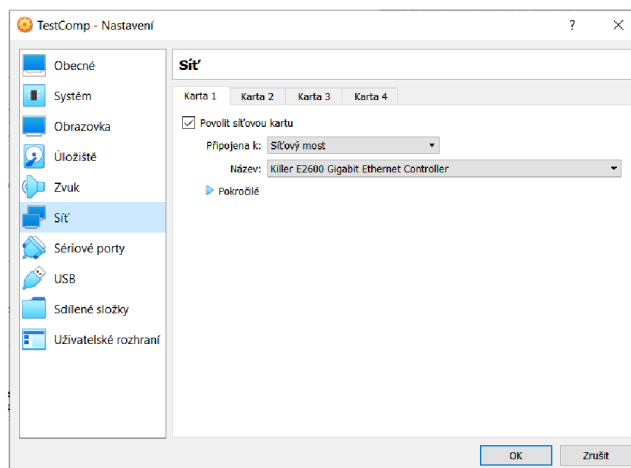 TestComp - Nastavení
?
Obecné
Systém
Obrazovka
Úložiště
Zvuk
Síť
Sériové porty
USB
Sdílené složky
Uživatelské rozhraní
Síť
Karta 1 Karta 2 Karta 3 Karta 4
Povolit síťovou kartu
Připojena k: Síťový most
Název: Killer E2600 Gigabit Ethernet Controller
Pokročilé
OK Zrušit